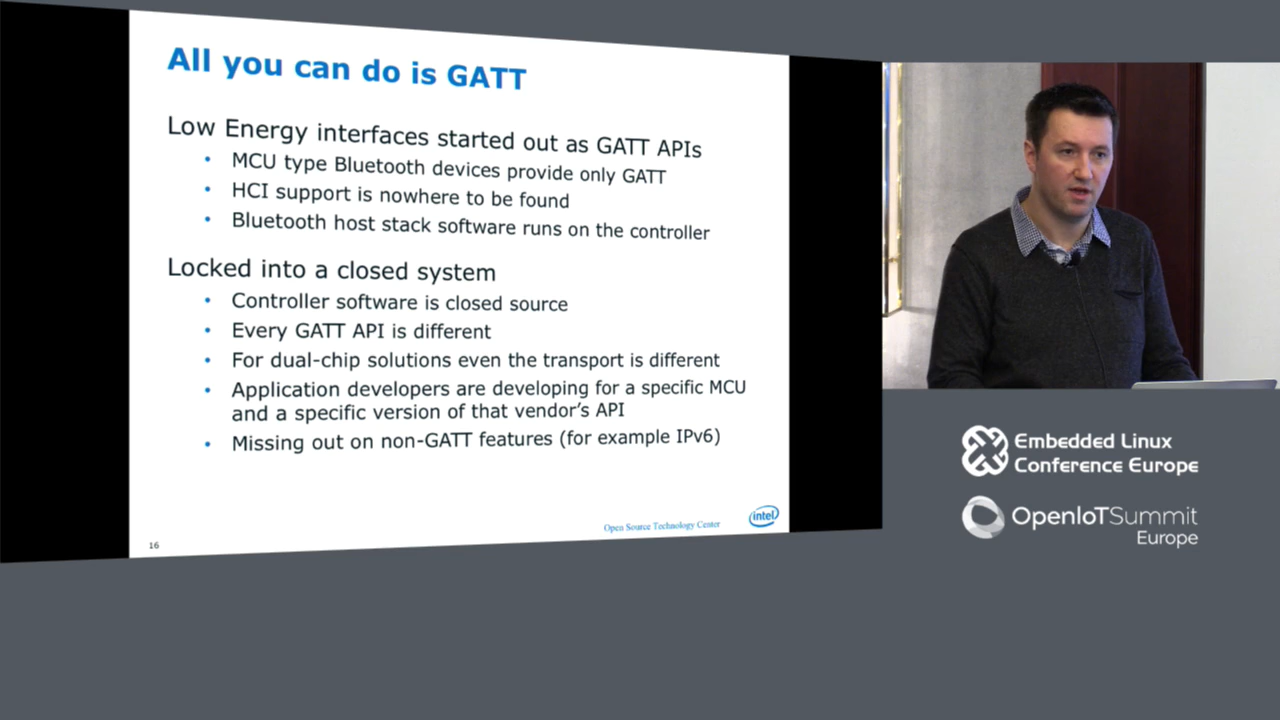 All you can do is GATT
Low Energy interfaces started out as GATT APIs
• MCU type Bluetooth devices provide only GATT
• HCI support is nowhere to be found
• Bluetooth host stack software runs on the controller
Locked into a closed system
• Controller software is closed source
• Every GATT API is different
• For dual-chip solutions even the transport is different
• Application developers are developing for a specific MCU
and a specific version of that vendor's API
• Missing out on non-GATT features (for example IPv6)
Open Source Technology Center
intel
16
Embedded Linux
Conference Europe
OpenIoTSummit
Europe